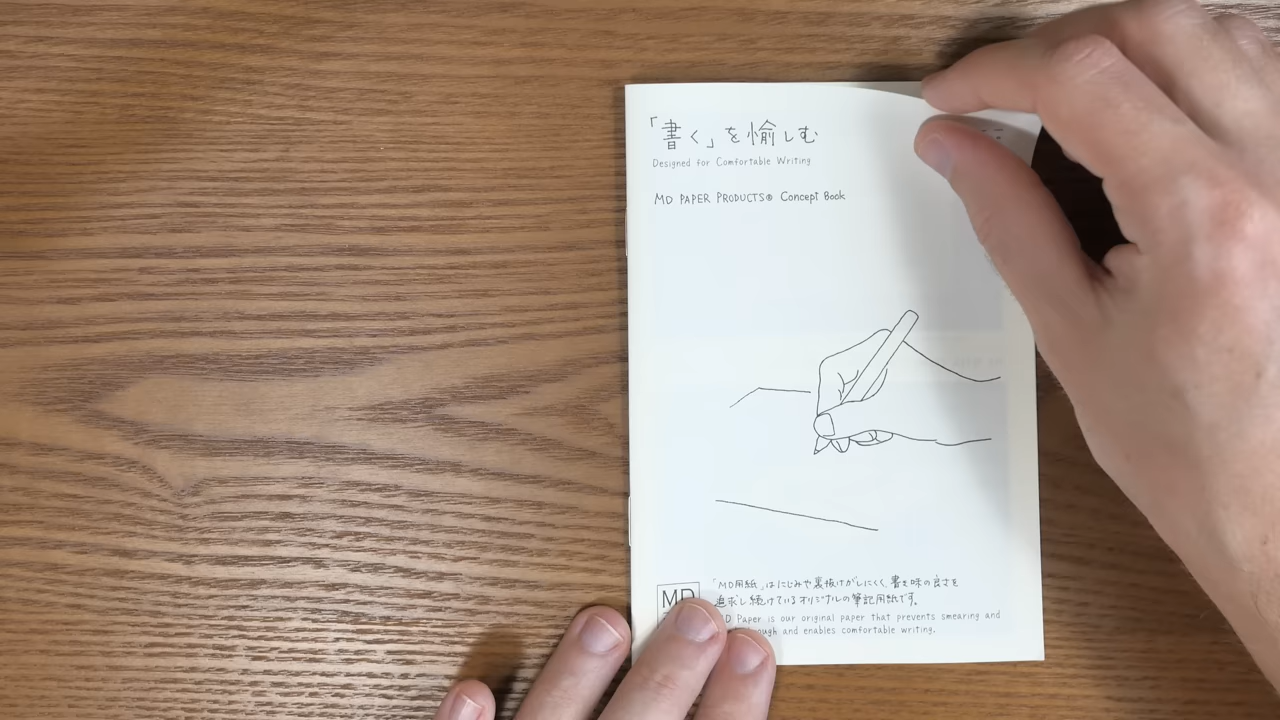 「書く」を愉しむ
Designed for Comfortable Writing
MD PAPER PRODUCTS® Concept Book
MD
「MD用紙」はにじみや裏抜けがしにくく、書き味の良さを
追求し続けているオリジナルの筆記用紙です。
Paper is our original paper that prevents smearing and
and enables comfortable writing.